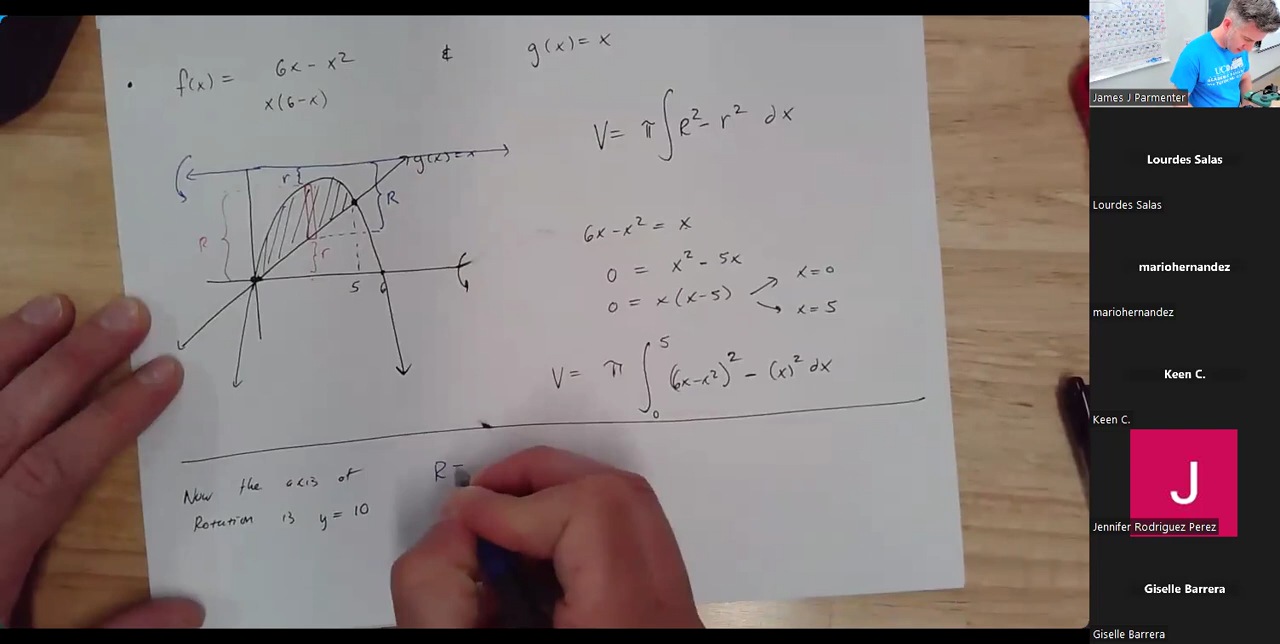 • f(x) = 6x - x² & g(x) = x
x(6-x)
V = π∫R² - r² dx
g(x) = x
r
R
R
r
5 6
6x - x² = x
0 = x² - 5x
0 = x(x-5) → x=0
→ x=5
V = π ∫₀⁵ (6x-x²)² - (x)² dx
Now the axis of
Rotation is y = 10
R =
UC
James J Parmenter
Lourdes Salas
Lourdes Salas
mariohernandez
mariohernandez
Keen C.
Keen C.
J
Jennifer Rodriguez Perez
Giselle Barrera
Giselle Barrera